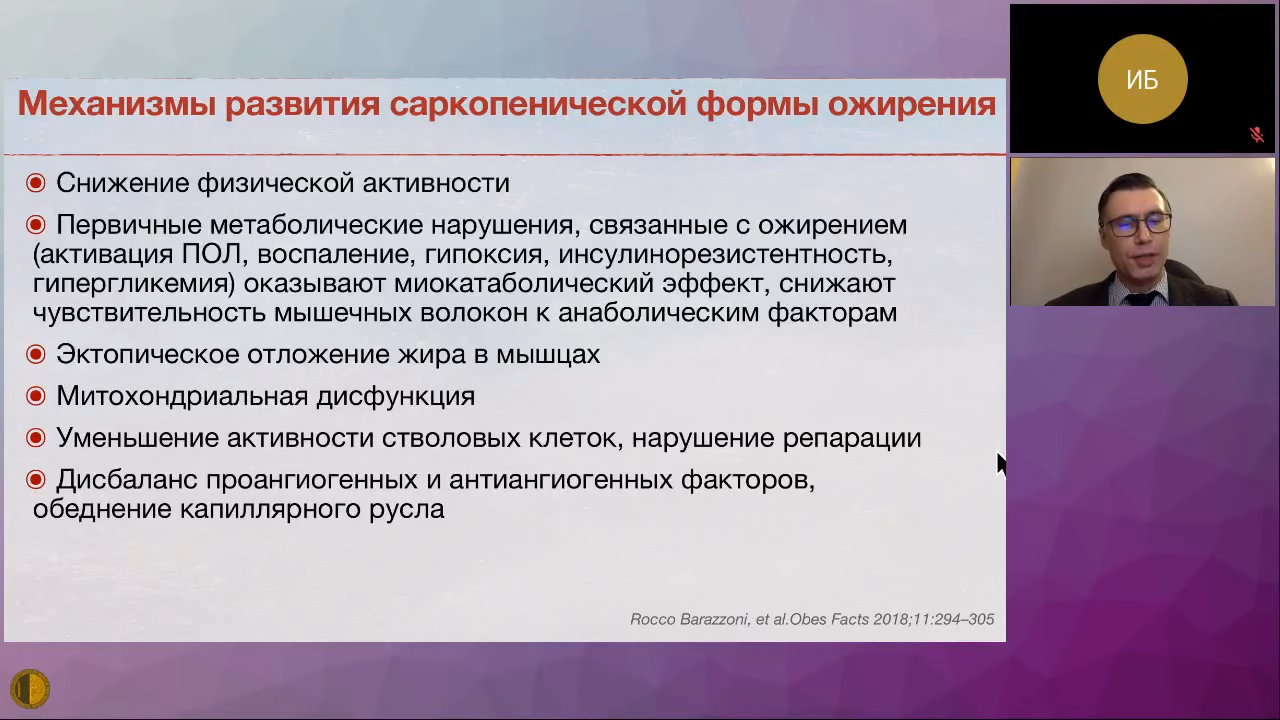 Механизмы развития саркопенической формы ожирения
Снижение физической активности
Первичные метаболические нарушения, связанные с ожирением
(активация ПОЛ, воспаление, гипоксия, инсулинорезистентность,
гипергликемия) оказывают миокатаболический эффект, снижают
чувствительность мышечных волокон к анаболическим факторам
Эктопическое отложение жира в мышцах
Митохондриальная дисфункция
Уменьшение активности стволовых клеток, нарушение репарации
Дисбаланс проангиогенных и антиангиогенных факторов,
обеднение капиллярного русла
Rocco Barazzoni, et al.Obes Facts 2018;11:294–305
ИБ